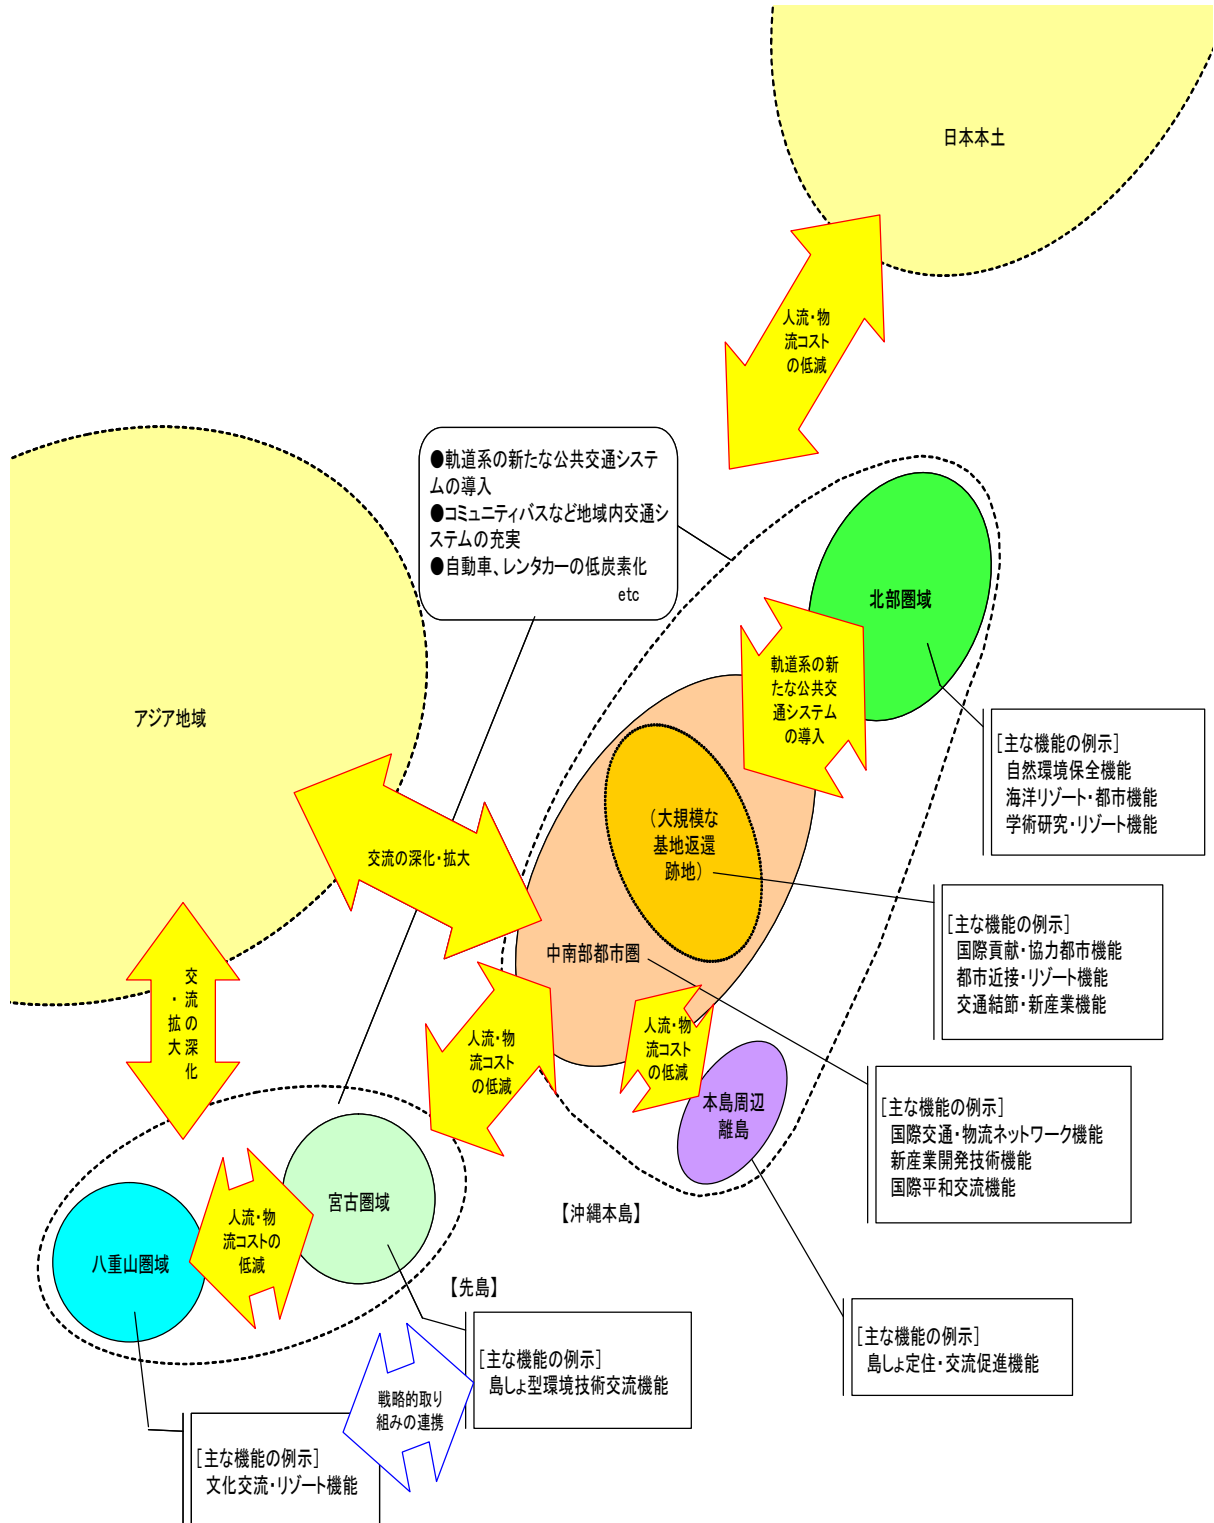 日本本土
人流・物
流コスト
の低減
●軌道系の新たな公共交通システ
ムの導入
●コミュニティバスなど地域内交通シ
ステムの充実
●自動車、レンタカーの低炭素化
etc
北部圏域
軌道系の新
たな公共交
通システム
の導入
アジア地域
[主な機能の例示]
自然環境保全機能
海洋リゾート・都市機能
学術研究・リゾート機能
(大規模な
基地返還
跡地)
交流の深化・拡大
中南部都市圏
[主な機能の例示]
国際貢献・協力都市機能
都市近接・リゾート機能
交通結節・新産業機能
交流の深化
・拡大
人流・物
流コスト
の低減
人流・物
流コスト
の低減
本島周辺
離島
[主な機能の例示]
国際交通・物流ネットワーク機能
新産業開発技術機能
国際平和交流機能
【沖縄本島】
宮古圏域
人流・物
流コストの
低減
八重山圏域
【先島】
[主な機能の例示]
島しょ定住・交流促進機能
[主な機能の例示]
島しょ型環境技術交流機能
戦略的取り
組みの連携
[主な機能の例示]
文化交流・リゾート機能